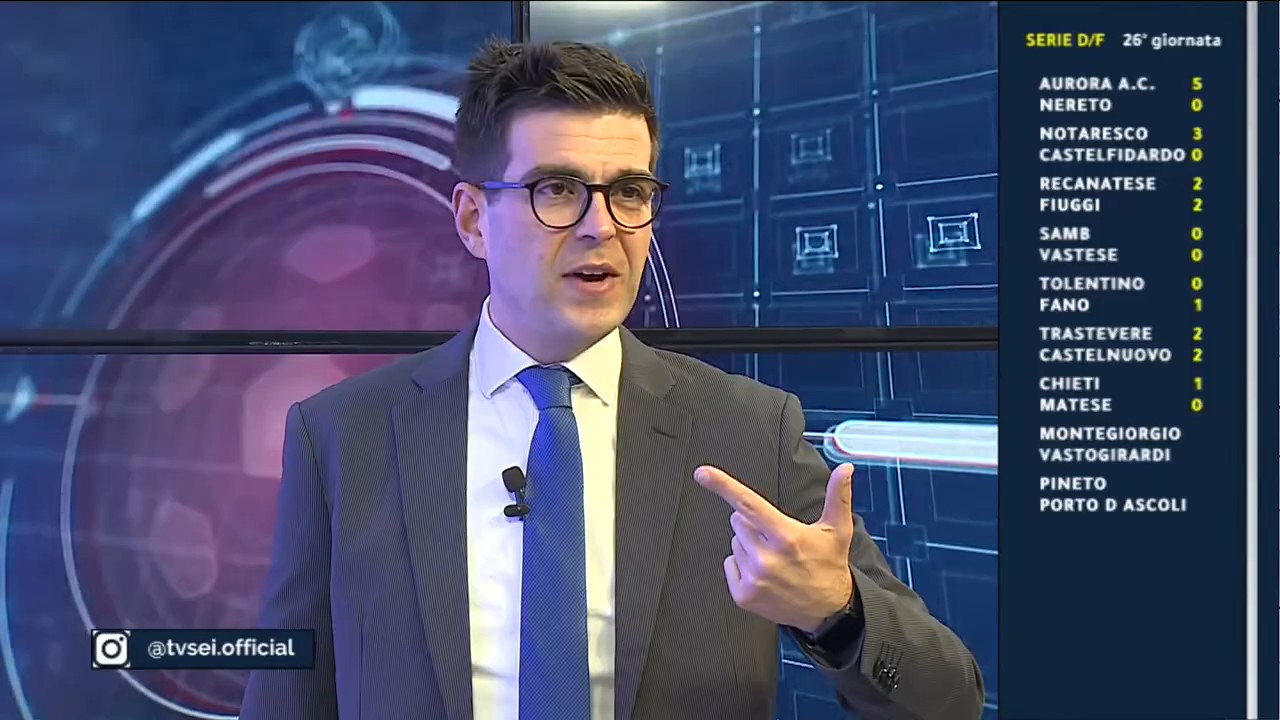 SERIE D/F 26ª giornata
AURORA A.C. 5
NERETO 0
NOTARESCO 3
CASTELFIDARDO 0
RECANATESE 2
FIUGGI 2
SAMB 0
VASTESE 0
TOLENTINO 0
FANO 1
TRASTEVERE 2
CASTELNUOVO 2
CHIETI 1
MATESE 0
MONTEGIORGIO
VASTOGIRARDI
PINETO
PORTO D ASCOLI
@tvsei.official